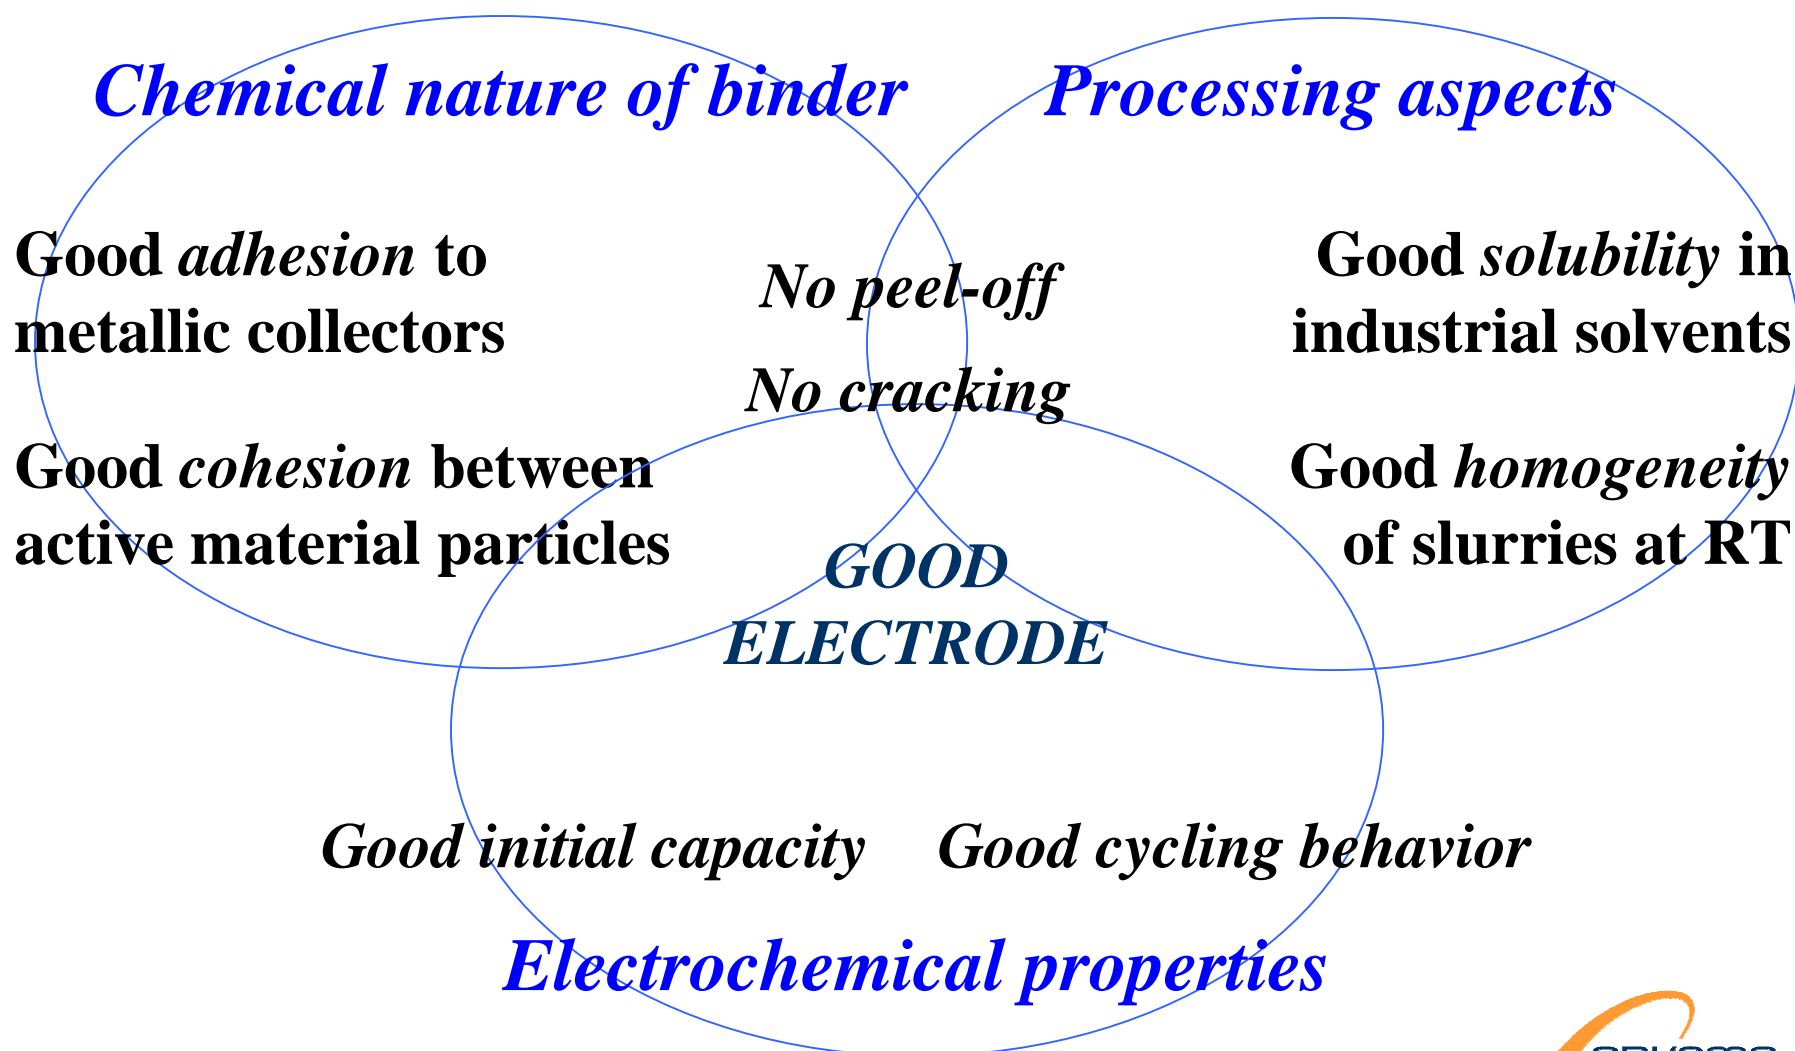 Chemical nature of binder
Processing aspects
Good adhesion to
metallic collectors
No peel-off
No cracking
Good solubility in
industrial solvents
Good cohesion between
active material particles
Good homogeneity
of slurries at RT
GOOD
ELECTRODE
Good initial capacity
Good cycling behavior
Electrochemical properties